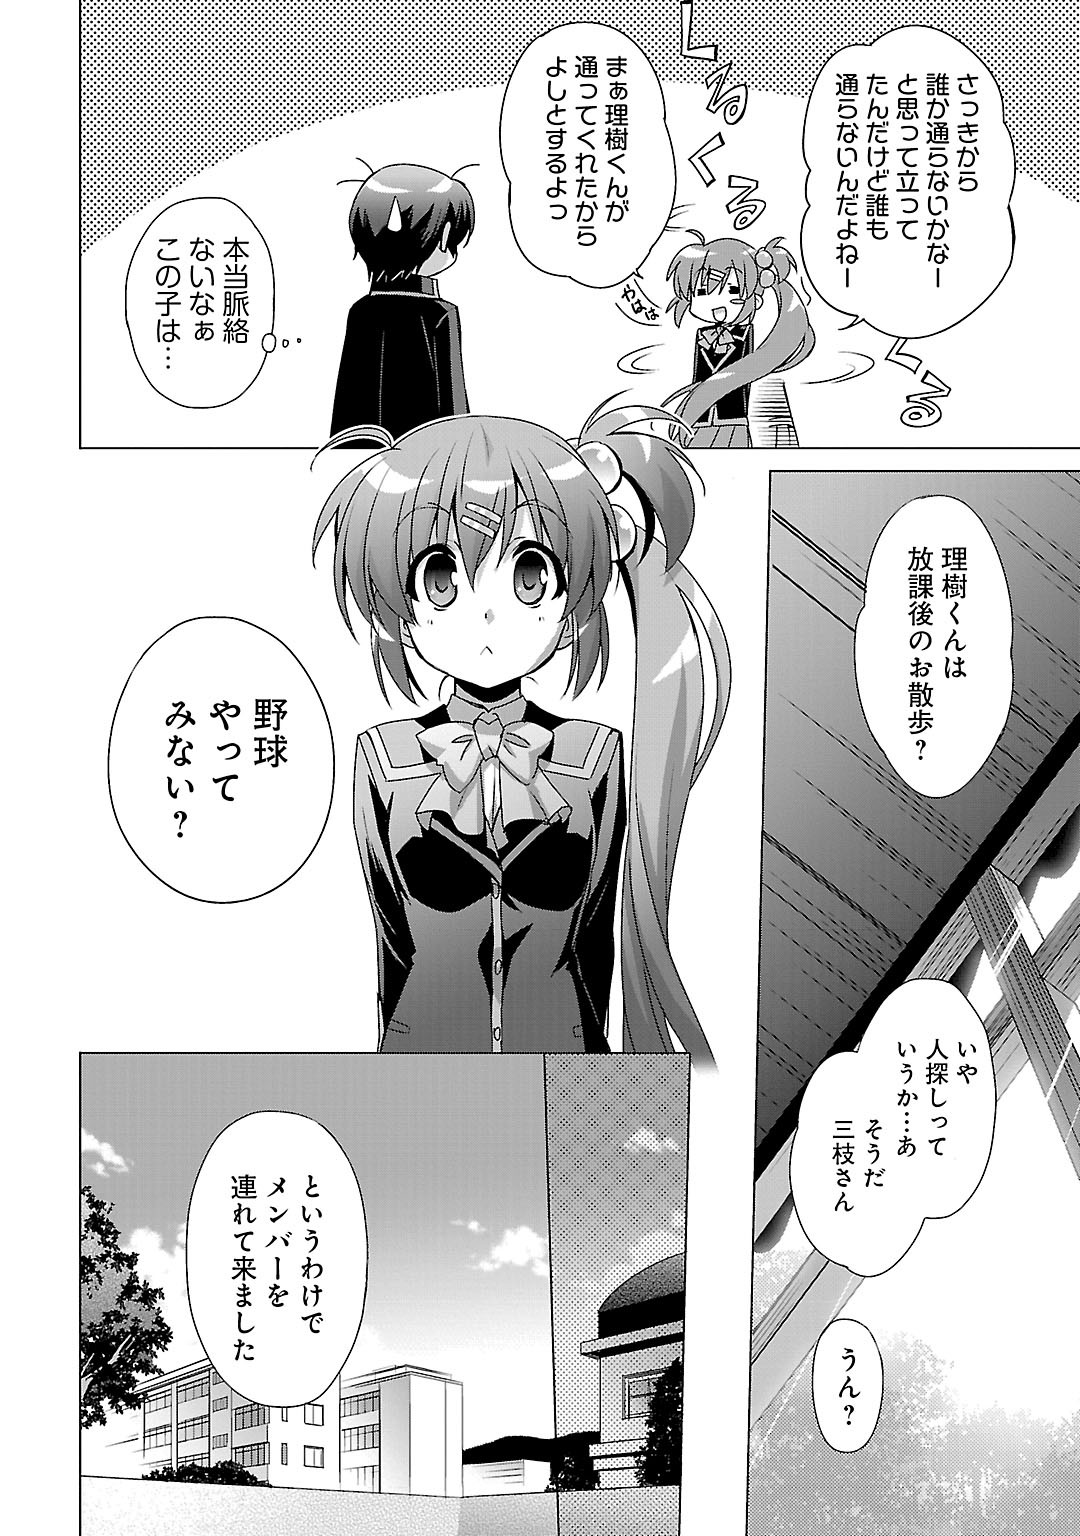 さっきから
誰か通らないかなー
と思って立って
たんだけど誰も
通らないんだよねー
くるくるくる
まぁ理樹くんが
通ってくれたから
よしとするよっ
やはは
くるくる
本当脈絡
ないなぁ
この子は…
理樹くんは
放課後のお散歩？
いや
人探しって
いうか…あ
そうだ
三枝さん
うん？
野球
やって
みない？
というわけで
メンバーを
連れて来ました